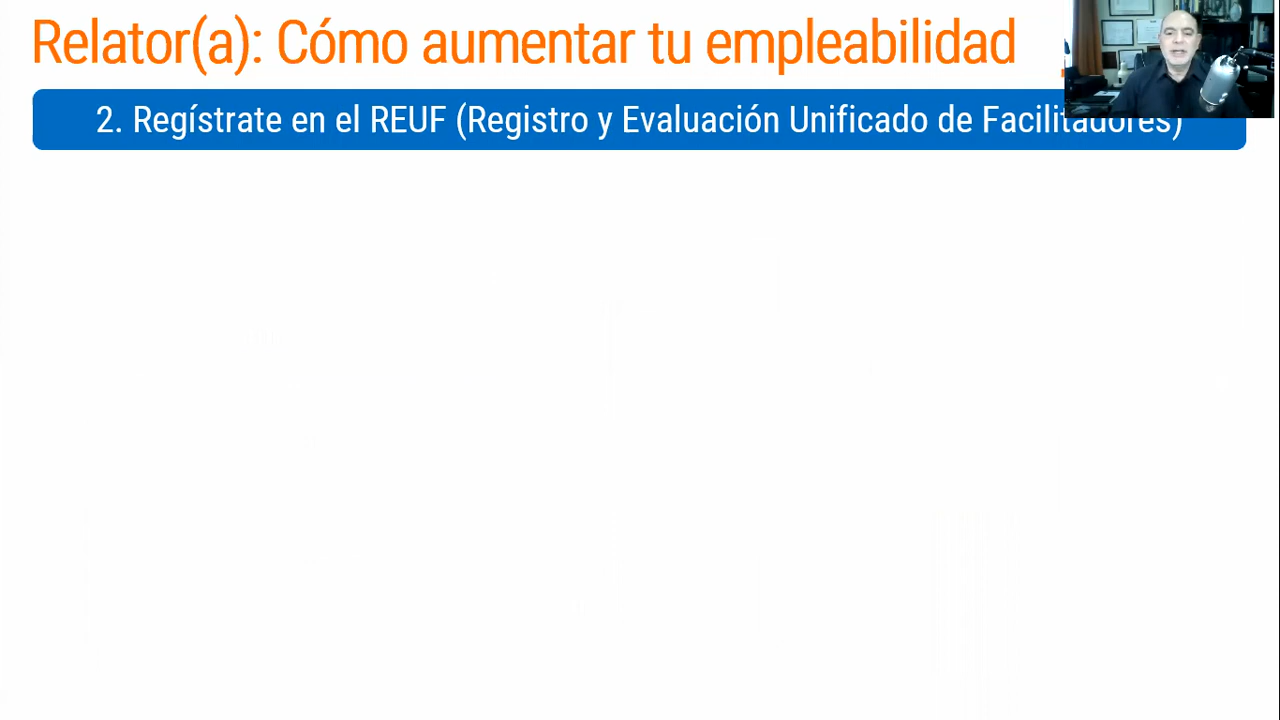 Relator(a): Cómo aumentar tu empleabilidad
2. Regístrate en el REUF (Registro y Evaluación Unificado de Facilitadores)